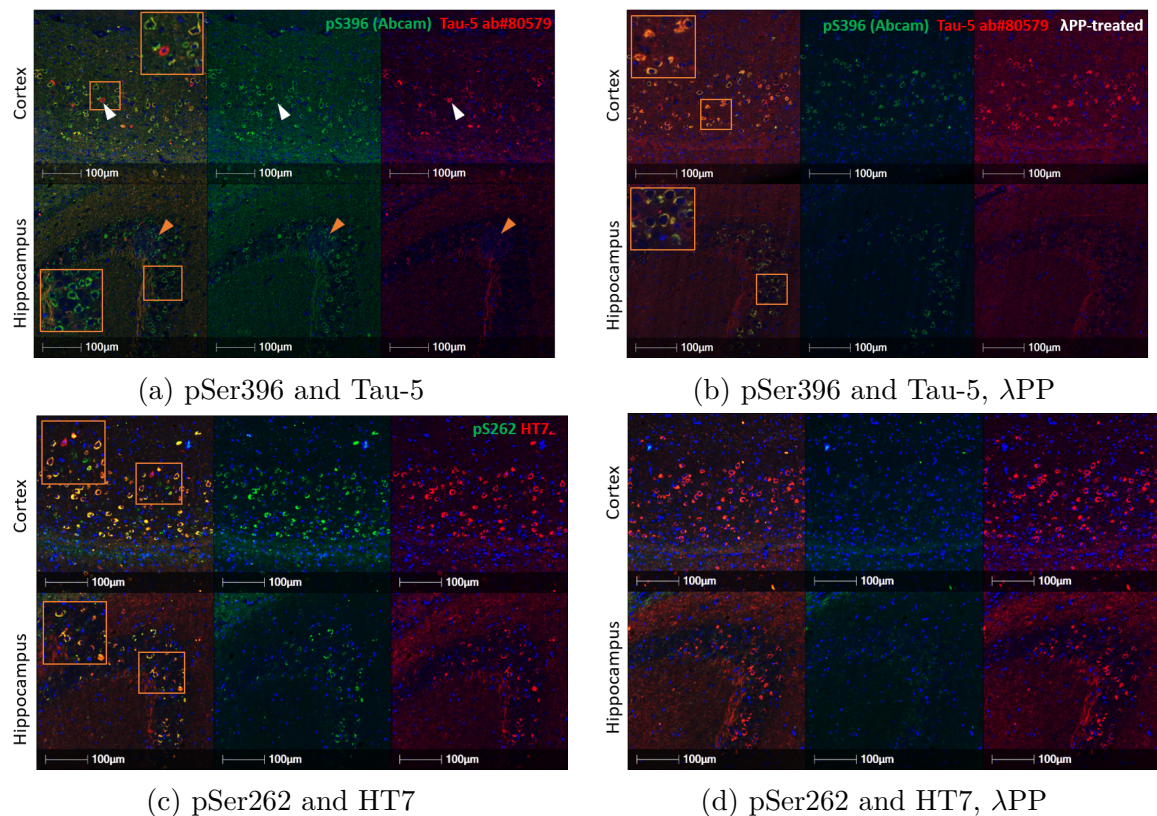 pS396 (Abcam) Tau-5 ab#80579
Cortex
100µm 100µm 100µm
Hippocampus
100µm 100µm 100µm
(a) pSer396 and Tau-5
pS396 (Abcam) Tau-5 ab#80579 λPP-treated
Cortex
100µm 100µm 100µm
Hippocampus
100µm 100µm 100µm
(b) pSer396 and Tau-5, λPP
pS262 HT7
Cortex
100µm 100µm 100µm
Hippocampus
100µm 100µm 100µm
(c) pSer262 and HT7
Cortex
100µm 100µm 100µm
Hippocampus
100µm 100µm 100µm
(d) pSer262 and HT7, λPP